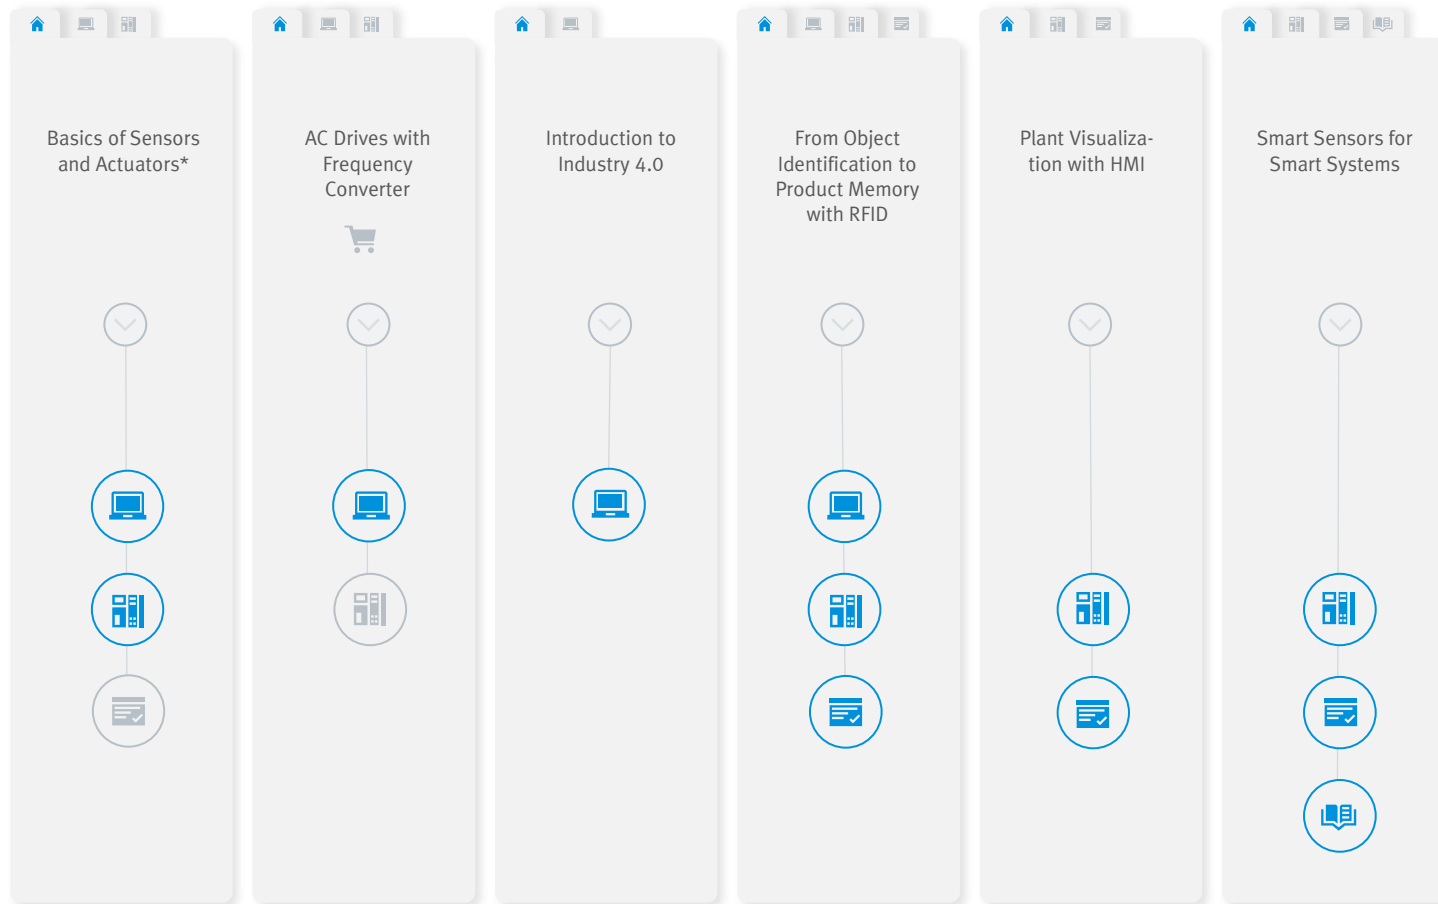 Basics of Sensors
and Actuators*
AC Drives with
Frequency
Converter
Introduction to
Industry 4.0
From Object
Identification to
Product Memory
with RFID
Plant Visualiza-
tion with HMI
Smart Sensors for
Smart Systems